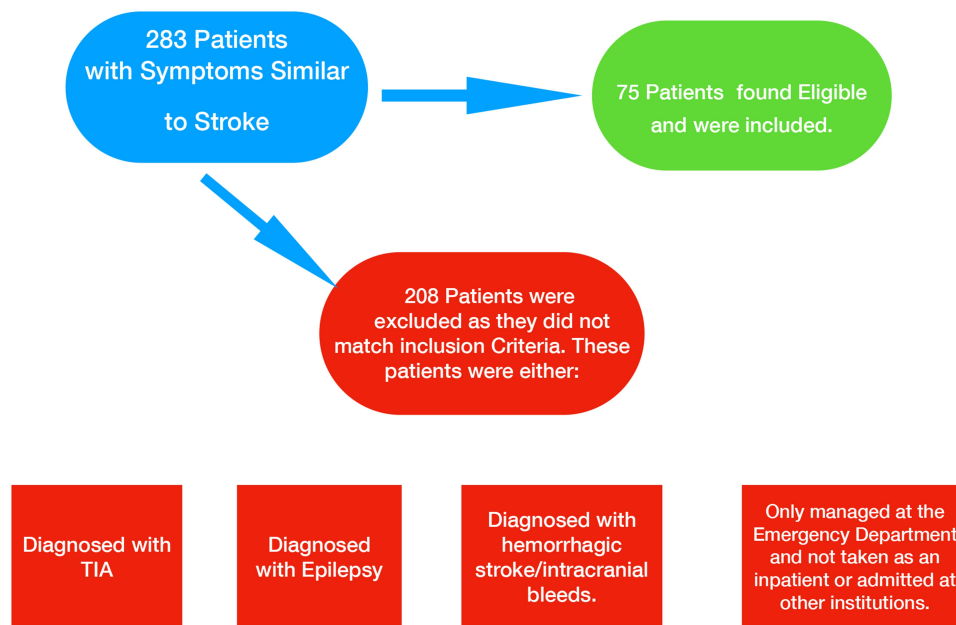 283 Patients
with Symptoms Similar
to Stroke
75 Patients found Eligible
and were included.
208 Patients were
excluded as they did not
match inclusion Criteria. These
patients were either:
Diagnosed with
TIA
Diagnosed
with Epilepsy
Diagnosed with
hemorrhagic
stroke/intracranial
bleeds.
Only managed at the
Emergency Department
and not taken as an
inpatient or admitted at
other institutions.